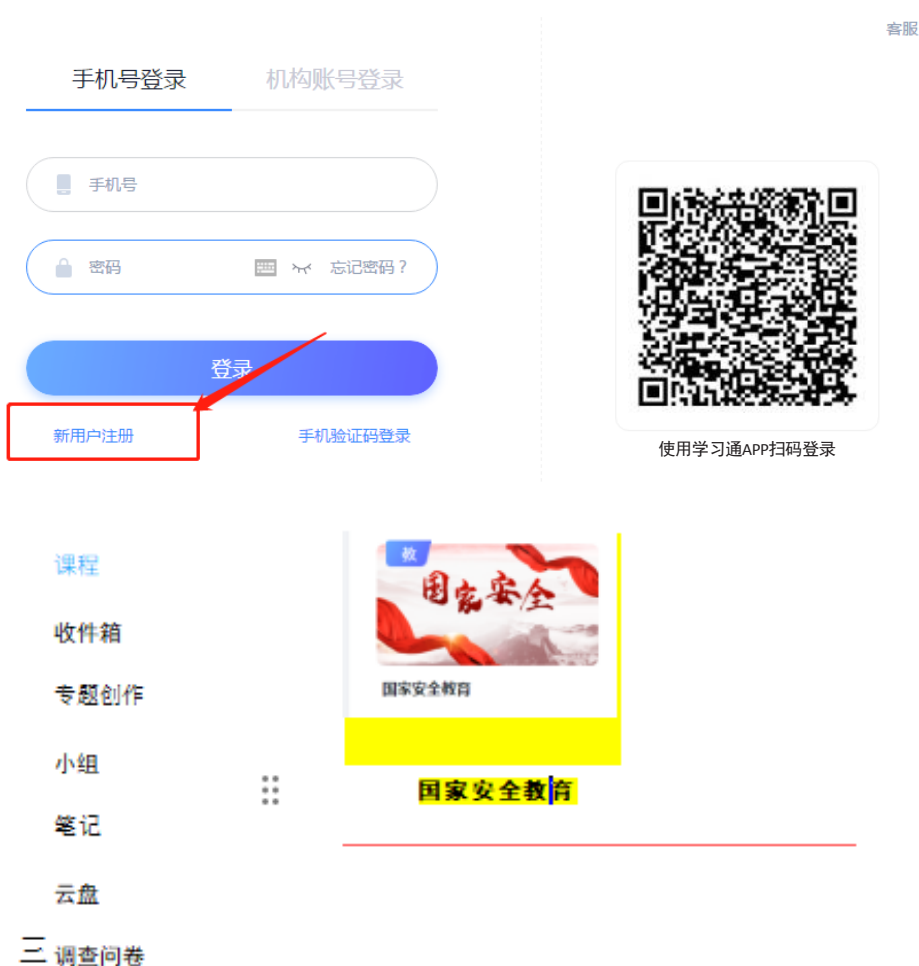 客服
手机号登录 机构账号登录
手机号
密码 忘记密码？
登录
新用户注册 手机验证码登录
使用学习通APP扫码登录
课程
收件箱
专题创作
小组
笔记
云盘
三 调查问卷
教
国家安全
国家安全教育
国家安全教育